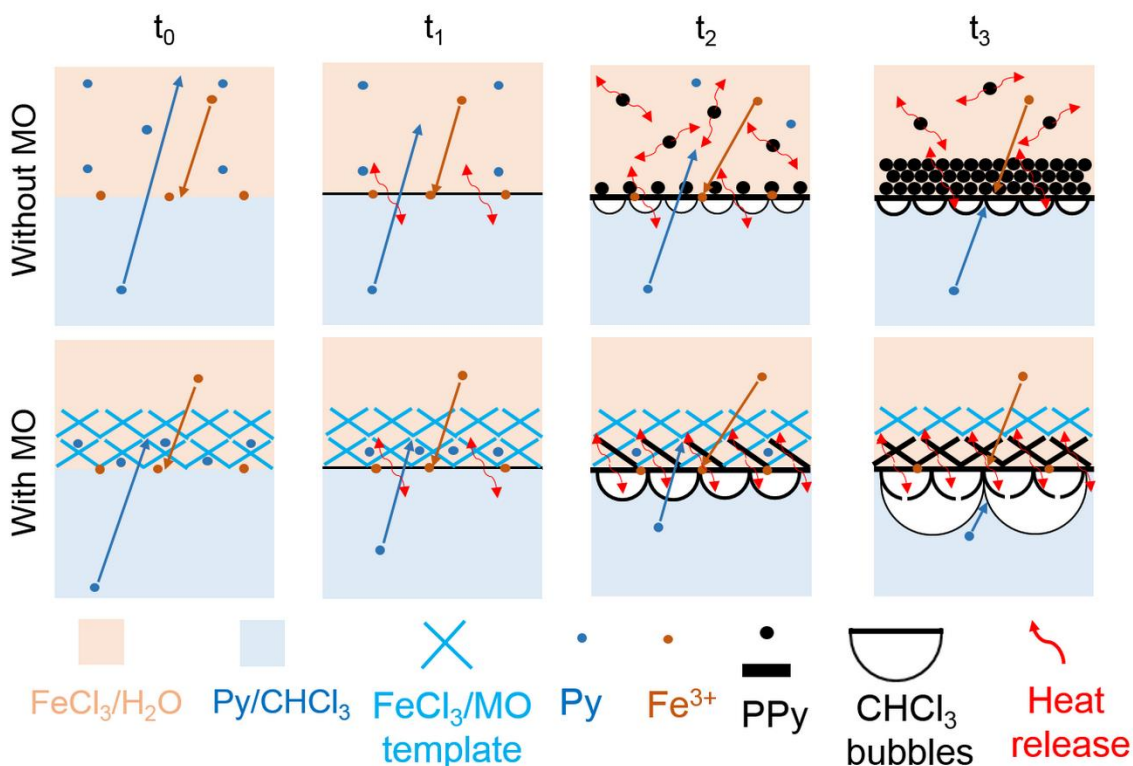 t₀ t₁ t₂ t₃
Without MO
With MO
FeCl₃/H₂O
Py/CHCl₃
FeCl₃/MO
template
Py
Fe³⁺
PPy
CHCl₃
bubbles
Heat
release